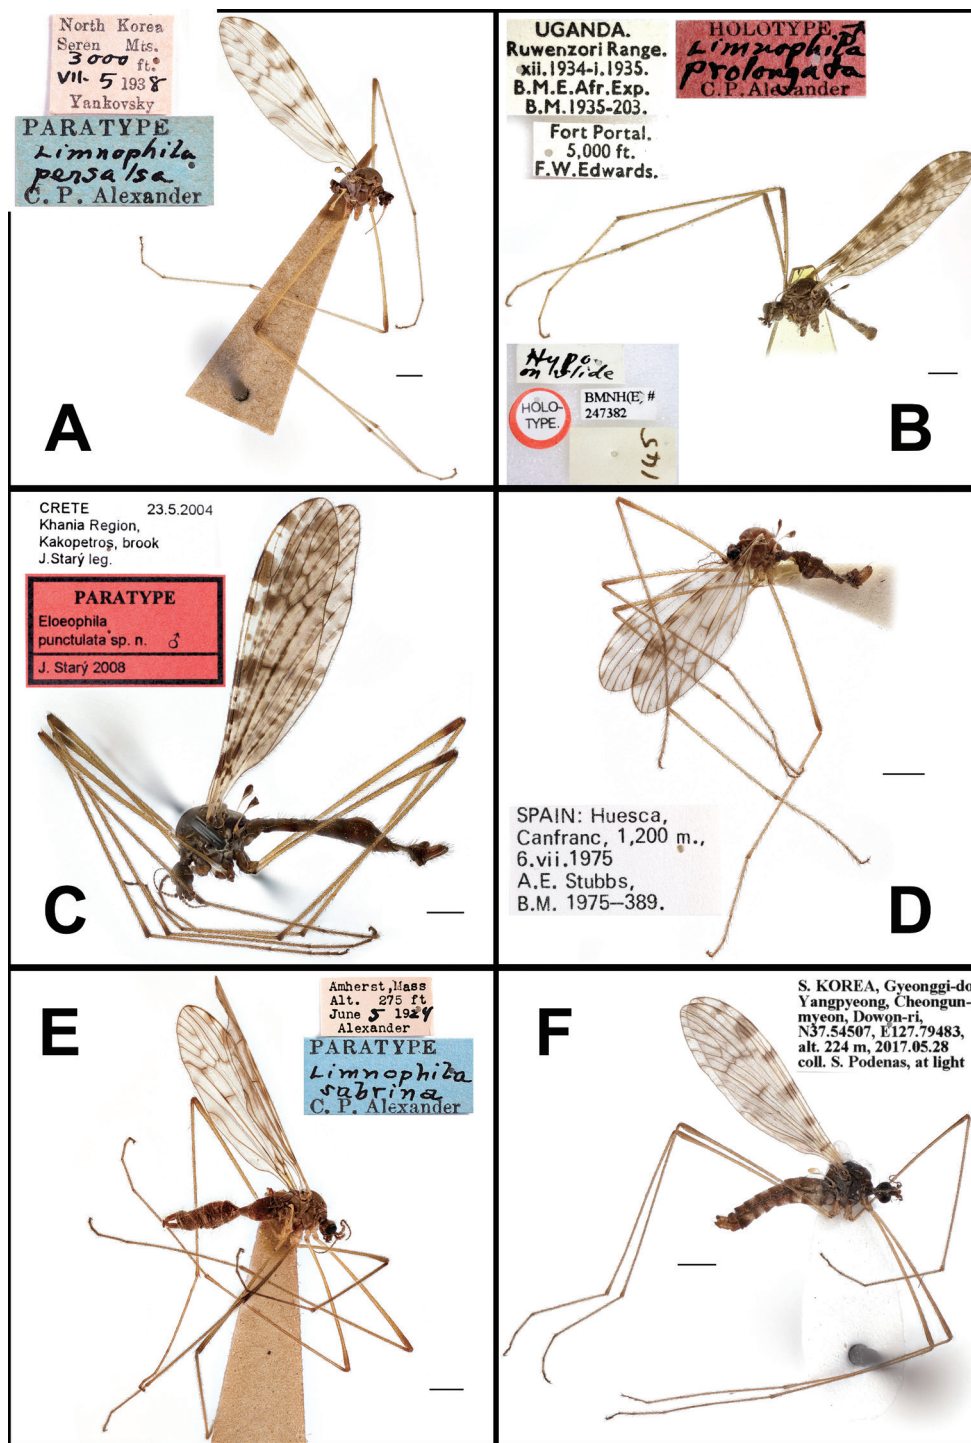 North Korea
Seren Mts.
3000 ft.
VII. 5 1938
Yankovsky
PARATYPE
Limnophila
persalsa
C. P. Alexander
A
UGANDA.
Ruwenzori Range.
xii.1934-i.1935.
B.M.E.Afr.Exp.
B.M.1935-203.
HOLOTYPE
Limnophila
prolongata
C.P.Alexander
Fort Portal.
5,000 ft.
F.W.Edwards.
Hypo.
on slide
HOLO-
TYPE.
BMNH(E) #
247382
145
B
CRETE 23.5.2004
Khania Region,
Kakopetros, brook
J.Starý leg.
PARATYPE
Eloeophila
punctulata sp. n. ♂
J. Starý 2008
C
SPAIN: Huesca,
Canfranc, 1,200 m.,
6.vii.1975
A.E. Stubbs,
B.M. 1975–389.
D
E
Amherst, Mass
Alt. 275 ft
June 5 1924
Alexander
PARATYPE
Limnophila
sabrina
C. P. Alexander
F
S. KOREA, Gyeonggi-do
Yangpyeong, Cheongun-
myeon, Dowon-ri,
N37.54507, E127.79483,
alt. 224 m, 2017.05.28
coll. S. Podenas, at light